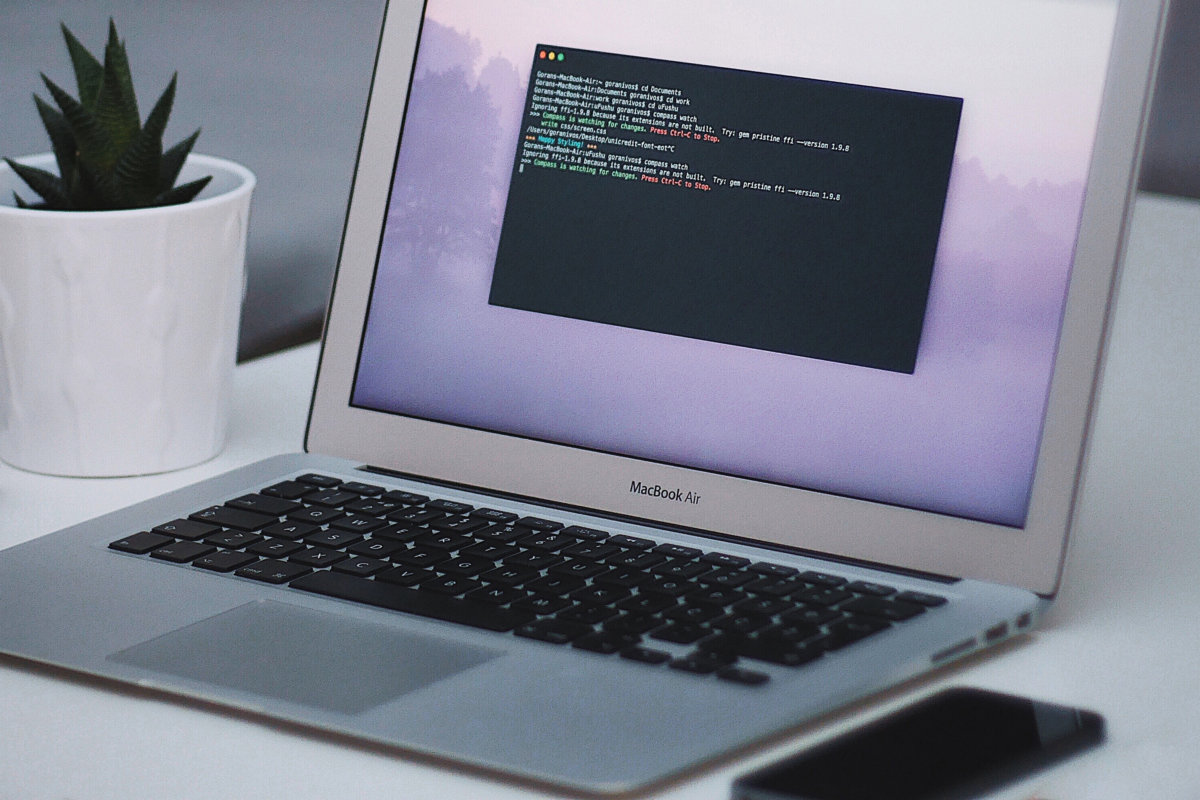 Gorans-MacBook-Air:~ goranivos$ cd Documents
Gorans-MacBook-Air:Documents goranivos$ cd work
Gorans-MacBook-Air:work goranivos$ cd uFushu
Gorans-MacBook-Air:uFushu goranivos$ compass watch
Ignoring ffi-1.9.8 because its extensions are not built. Try: gem pristine ffi --version 1.9.8
>>> Compass is watching for changes. Press Ctrl-C to Stop.
write css/screen.css
/Users/goranivos/Desktop/unicredit-font-eot^C
*** Happy Styling! ***
Gorans-MacBook-Air:uFushu goranivos$ compass watch
Ignoring ffi-1.9.8 because its extensions are not built. Try: gem pristine ffi --version 1.9.8
>>> Compass is watching for changes. Press Ctrl-C to Stop.
MacBook Air
Q W E R T Y U I O P
A S D F G H J K L
X C V B N M